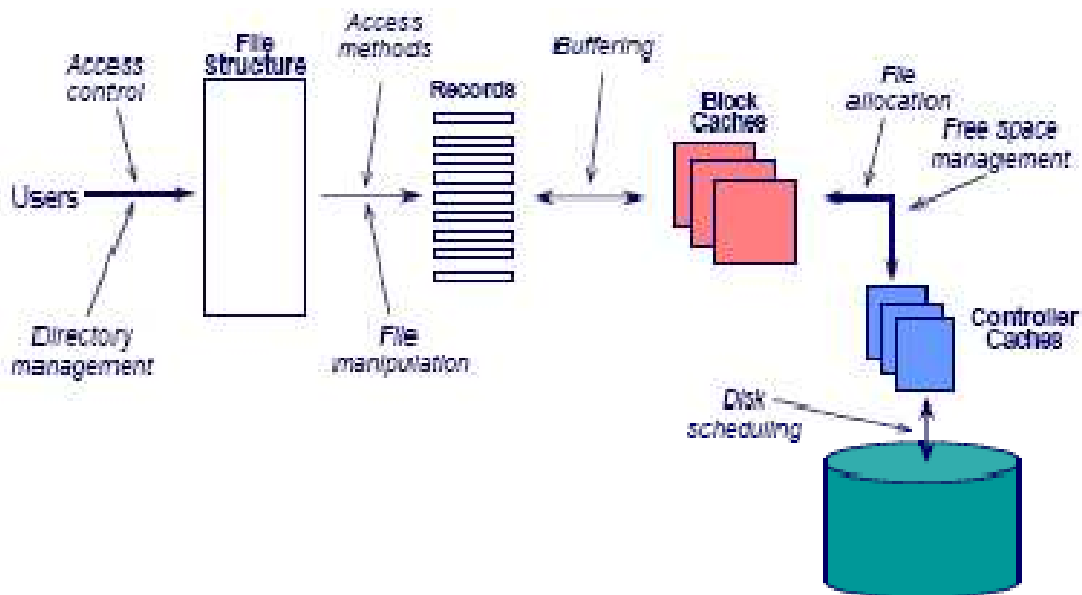 Access
control
File
Structure
Access
methods
Records
Buffering
Block
Caches
File
allocation
Free space
management
Users
Directory
management
File
manipulation
Controller
Caches
Disk
scheduling